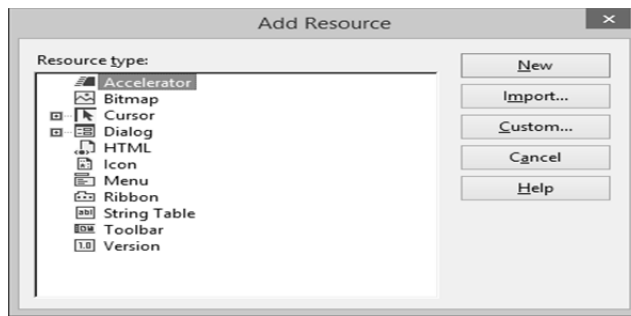 Add Resource
Resource type:
Accelerator
Bitmap
Cursor
Dialog
HTML
Icon
Menu
Ribbon
String Table
Toolbar
Version
New
Import...
Custom...
Cancel
Help